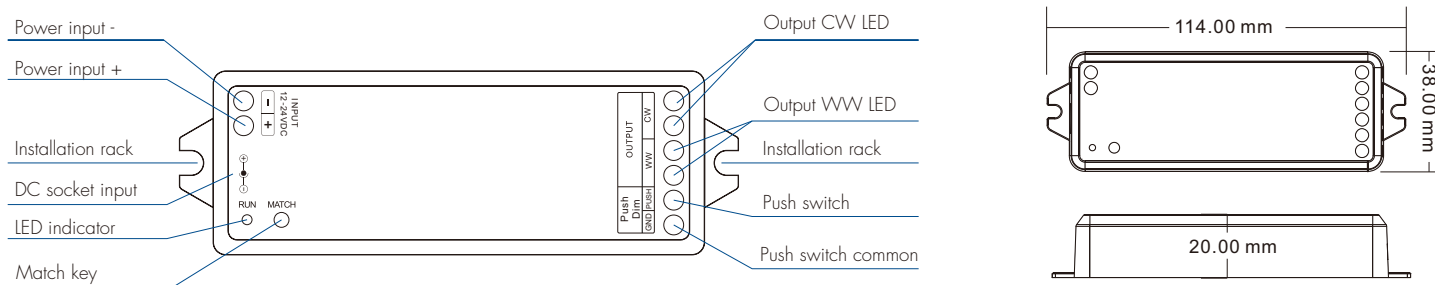 Power input -
Power input +
Installation rack
DC socket input
LED indicator
Match key
- +
INPUT
12-24VDC
RUN MATCH
OUTPUT
CW
WW
Push
Dim
PUSH
GND
Output CW LED
Output WW LED
Installation rack
Push switch
Push switch common
114.00 mm
38.00 mm
20.00 mm